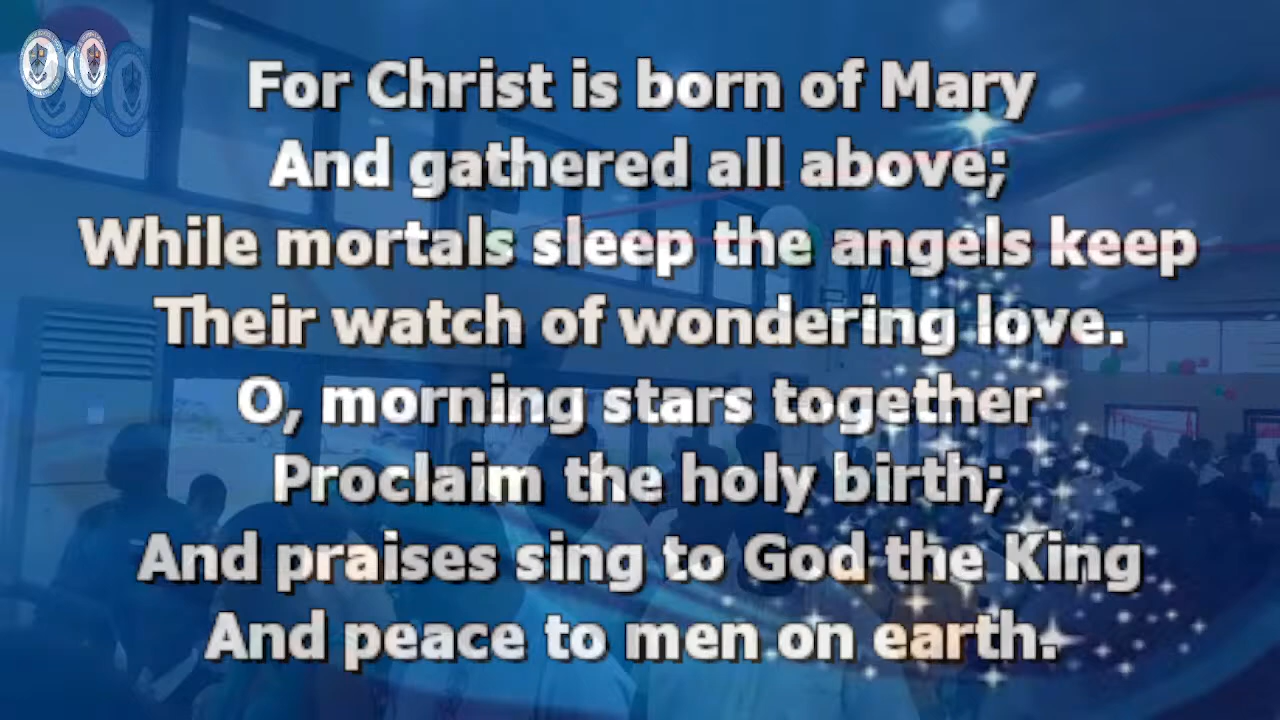 For Christ is born of Mary
And gathered all above;
While mortals sleep the angels keep
Their watch of wondering love.
O, morning stars together
Proclaim the holy birth;
And praises sing to God the King
And peace to men on earth.